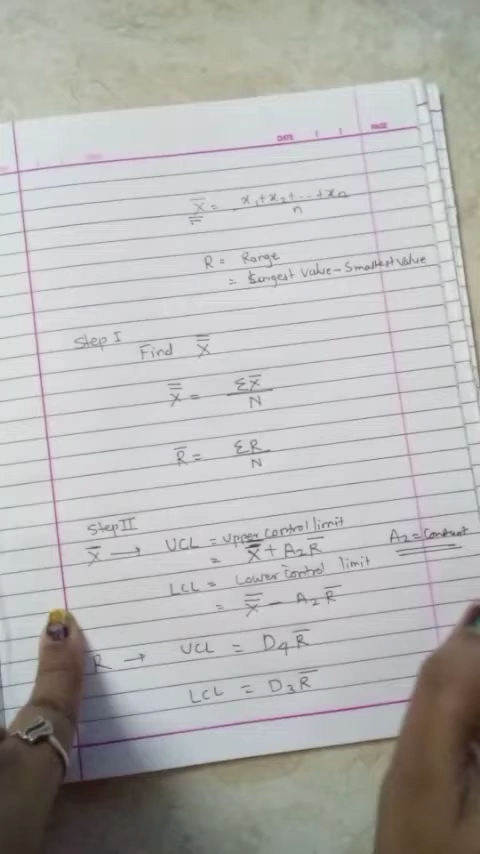 DATE PAGE
X̄ = x₁+x₂+...+xₙ
n
R = Range
= Largest Value - Smallest Value
Step I
Find X̿
X̿ = ΣX̄
N
R̄ = ΣR
N
Step II
X̄ → UCL = Upper control limit
= X̿ + A₂R̄ A₂ = Constant
LCL = Lower control limit
= X̿ - A₂R̄
R → UCL = D₄R̄
LCL = D₃R̄